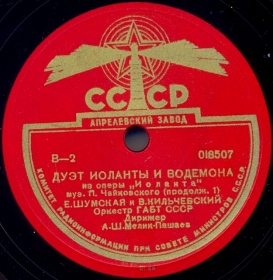 СССР
АПРЕЛЕВСКИЙ ЗАВОД
В—2 018507
ДУЭТ ИОЛАНТЫ И ВОДЕМОНА
из оперы „Иоланта"
муз. П. Чайковского (продолж. 1)
Е. ШУМСКАЯ и В. КИЛЬЧЕВСКИЙ
Оркестр ГАБТ СССР
Дирижер
А. Ш. Мелик-Пашаев
КОМИТЕТ РАДИОИНФОРМАЦИИ ПРИ СОВЕТЕ МИНИСТРОВ С.С.С.Р.